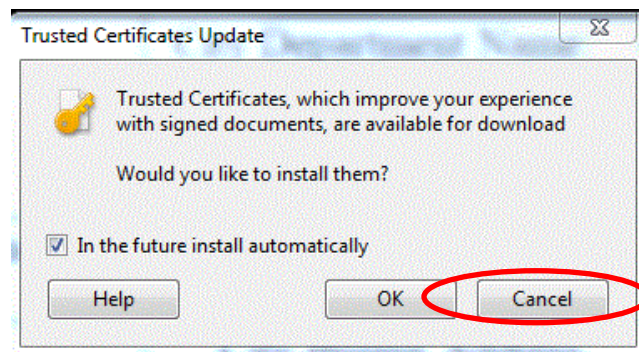 Trusted Certificates Update
Trusted Certificates, which improve your experience
with signed documents, are available for download
Would you like to install them?
In the future install automatically
Help
OK
Cancel